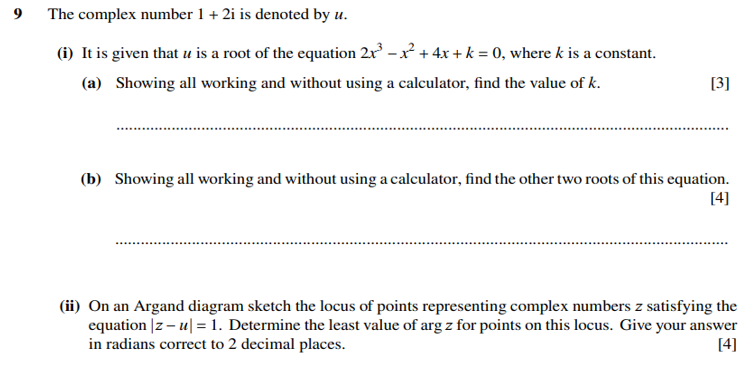 9 The complex number 1 + 2i is denoted by u.
(i) It is given that u is a root of the equation 2x³ − x² + 4x + k = 0, where k is a constant.
(a) Showing all working and without using a calculator, find the value of k. [3]
(b) Showing all working and without using a calculator, find the other two roots of this equation.
[4]
(ii) On an Argand diagram sketch the locus of points representing complex numbers z satisfying the
equation |z − u| = 1. Determine the least value of arg z for points on this locus. Give your answer
in radians correct to 2 decimal places. [4]